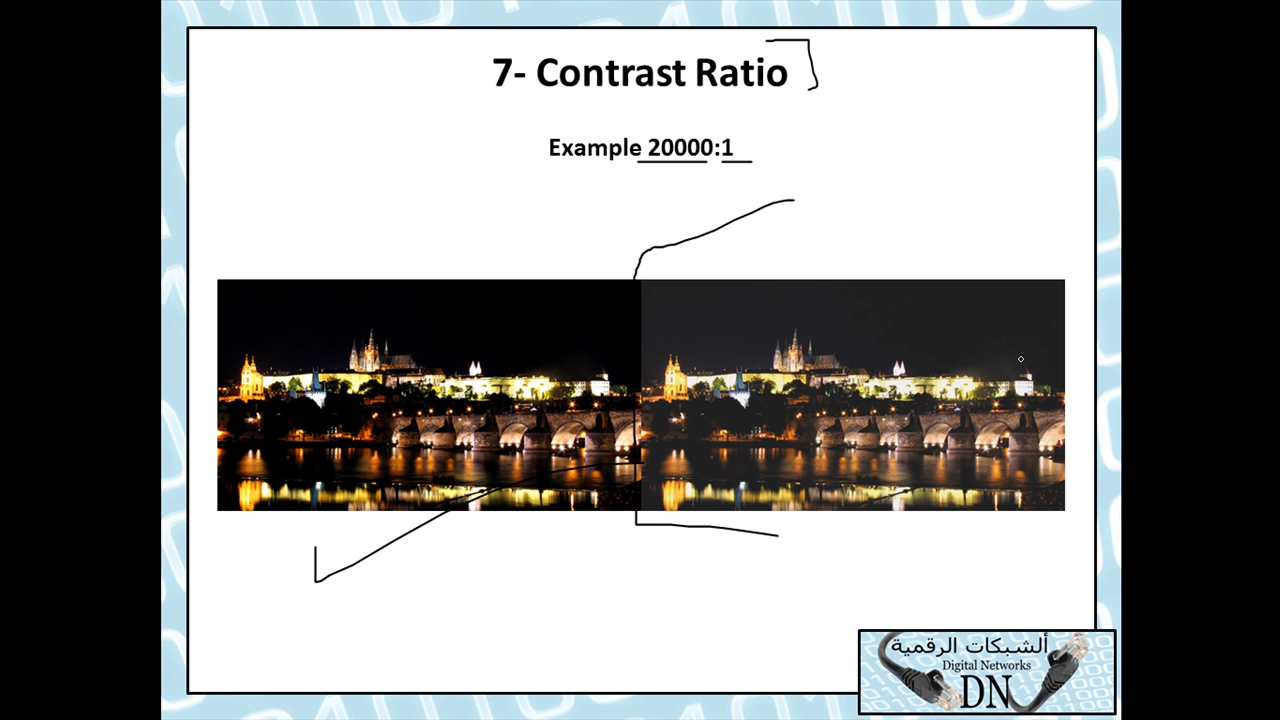 7- Contrast Ratio
Example 20000:1
ألشبكات الرقمية
Digital Networks
DN